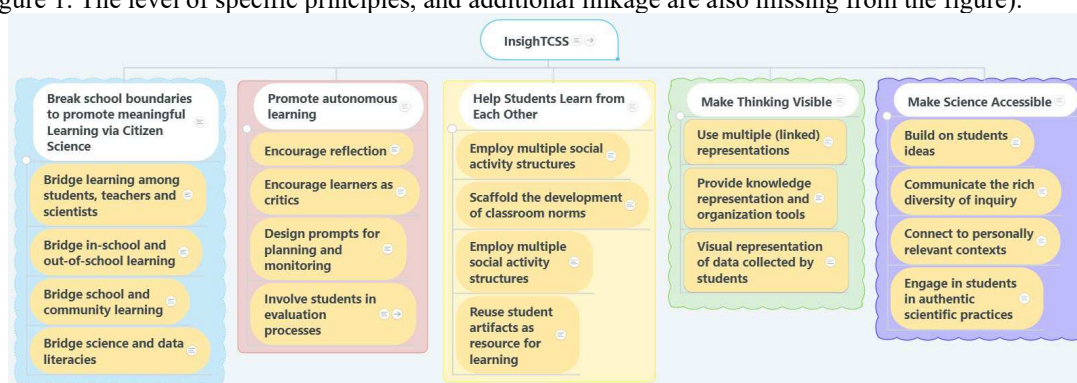 gure 1. The level of specific principles, and additional linkage are also missing from the figure).
InsighTCSS
Break school boundaries
to promote meaningful
Learning via Citizen
Science
Bridge learning among
students, teachers and
scientists
Bridge in-school and
out-of-school learning
Bridge school and
community learning
Bridge science and data
literacies
Promote autonomous
learning
Encourage reflection
Encourage learners as
critics
Design prompts for
planning and
monitoring
Involve students in
evaluation
processes
Help Students Learn from
Each Other
Employ multiple social
activity structures
Scaffold the development
of classroom norms
Employ multiple
social activity
structures
Reuse student
artifacts as
resource for
learning
Make Thinking Visible
Use multiple (linked)
representations
Provide knowledge
representation and
organization tools
Visual representation
of data collected by
students
Make Science Accessible
Build on students
ideas
Communicate the rich
diversity of inquiry
Connect to personally
relevant contexts
Engage in students
in authentic
scientific practices